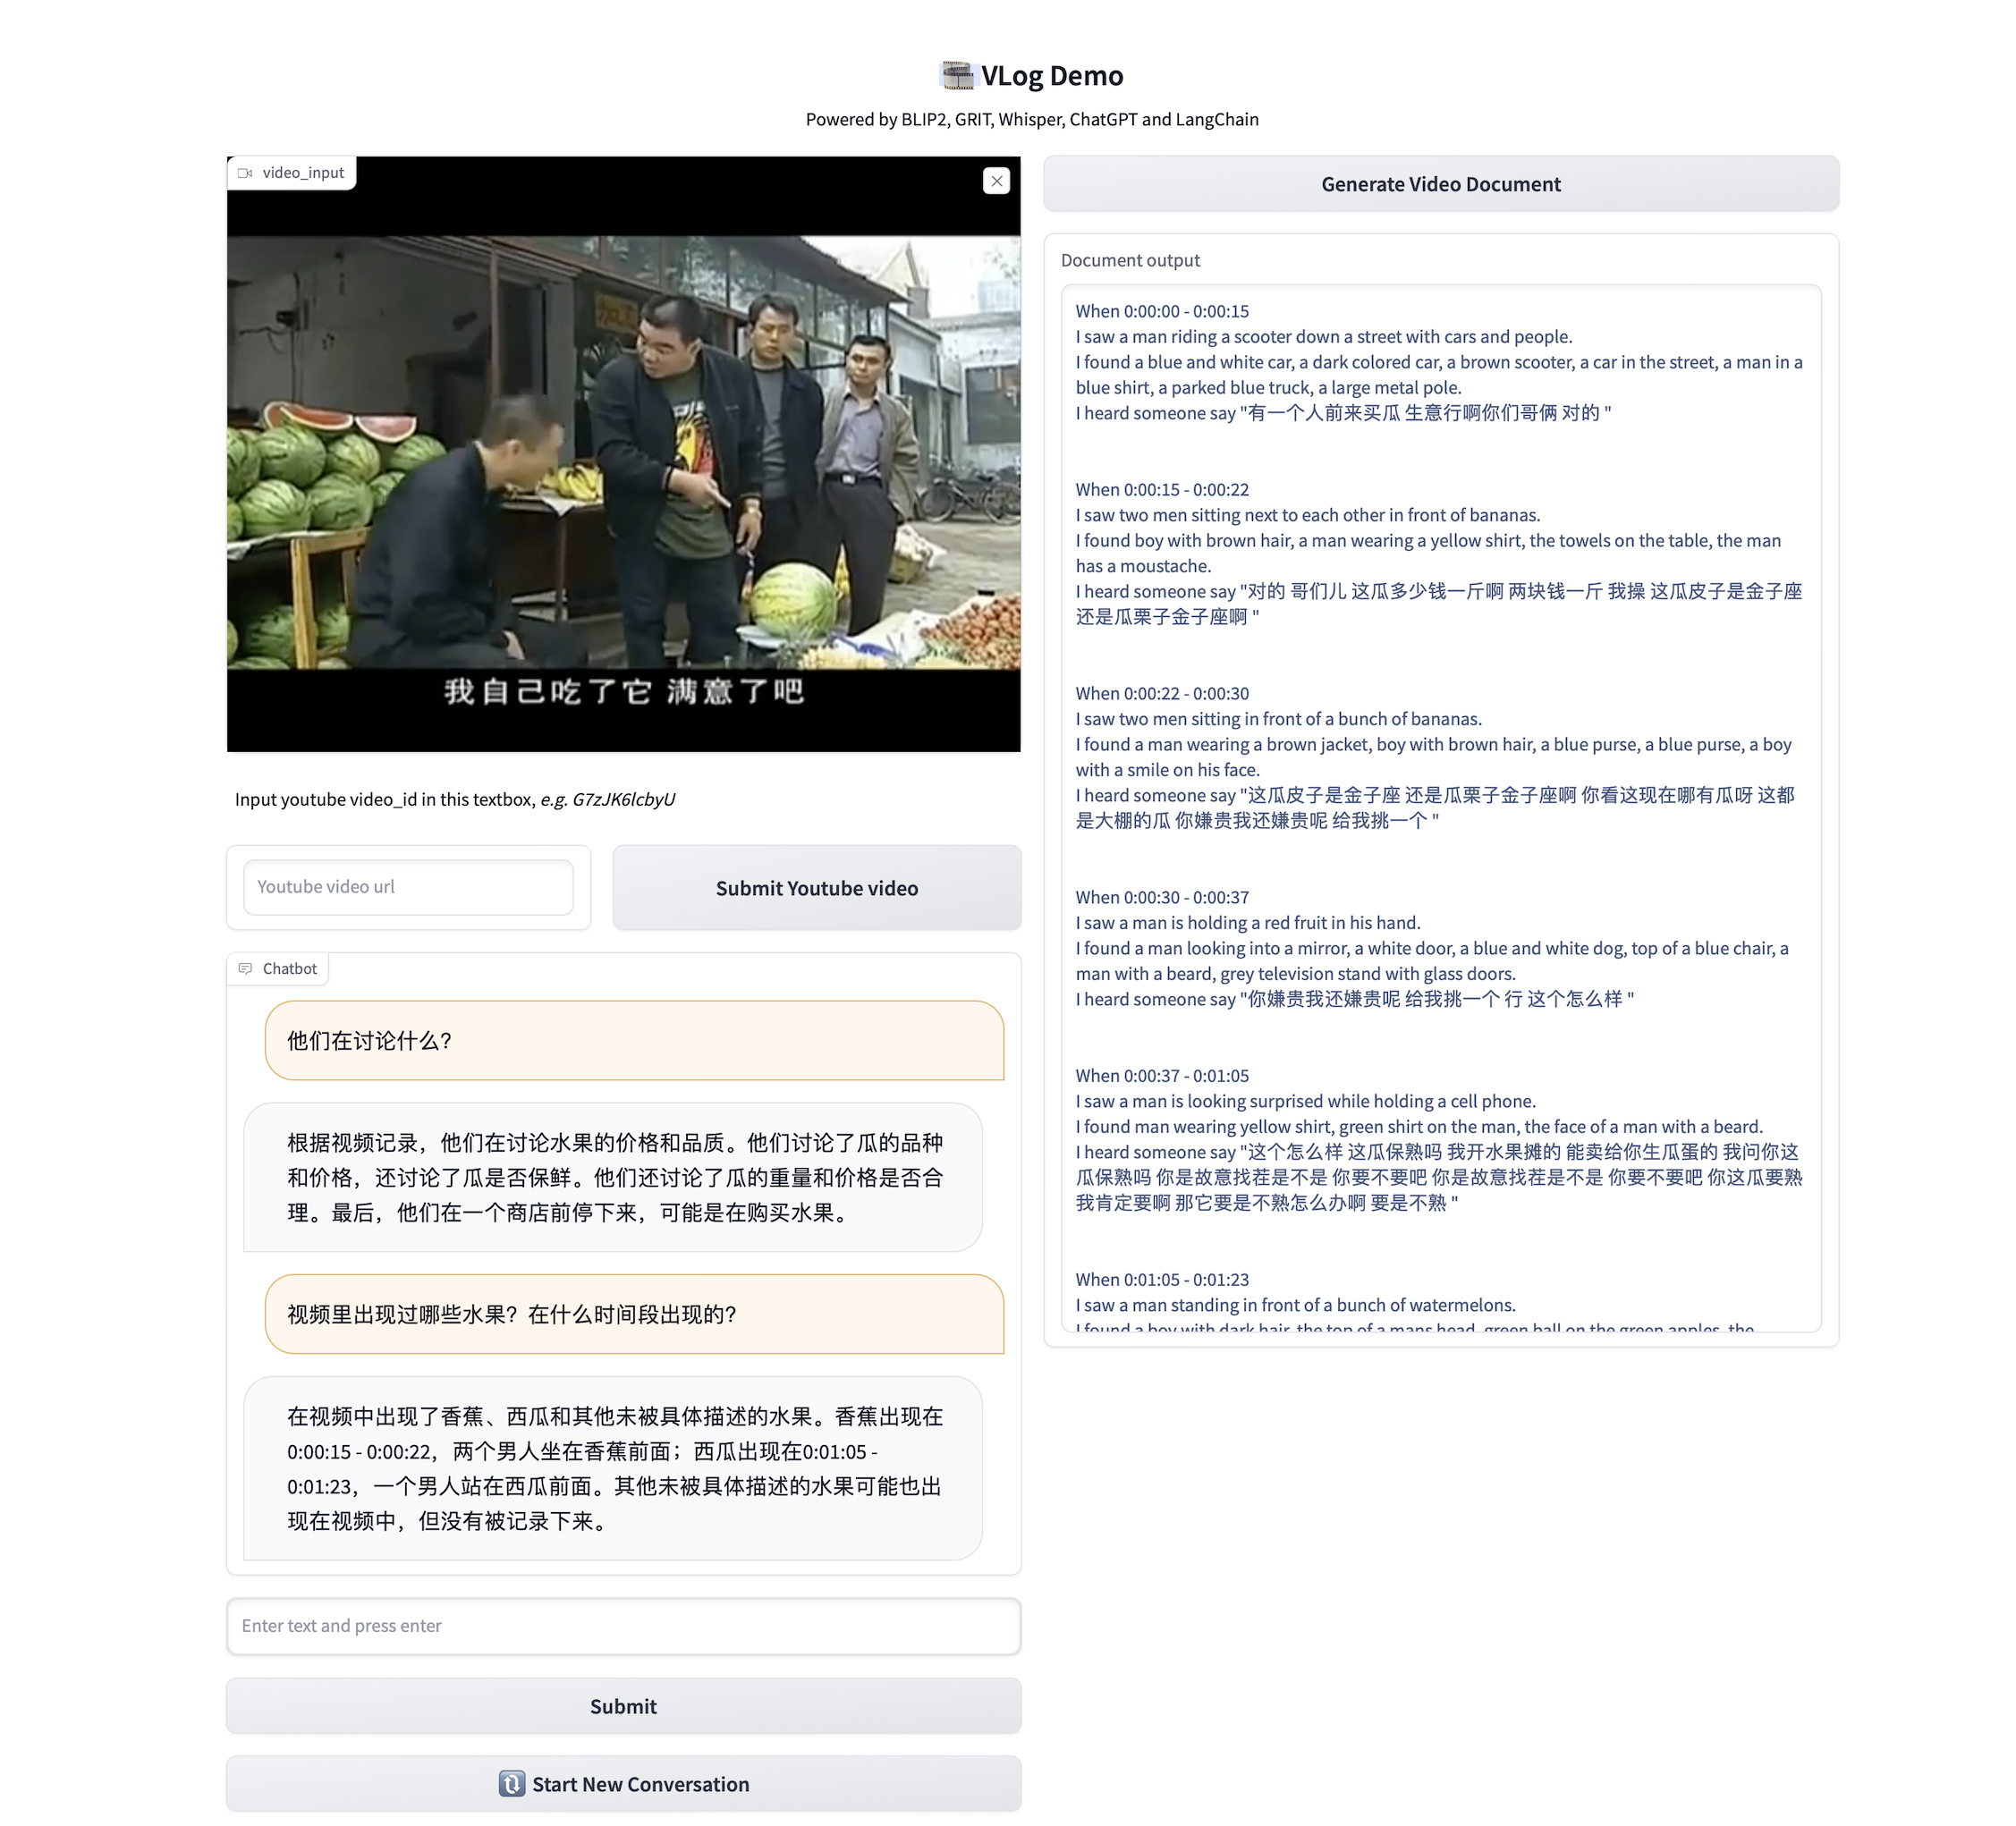 VLog Demo
Powered by BLIP2, GRIT, Whisper, ChatGPT and LangChain
video_input
我自己吃了它 满意了吧
Input youtube video_id in this textbox, e.g. G7zJK6lcbyU
Youtube video url
Submit Youtube video
Chatbot
他们在讨论什么?
根据视频记录，他们在讨论水果的价格和品质。他们讨论了瓜的品种
和价格，还讨论了瓜是否保鲜。他们还讨论了瓜的重量和价格是否合
理。最后，他们在一个商店前停下来，可能是在购买水果。
视频里出现过哪些水果？在什么时间段出现的?
在视频中出现了香蕉、西瓜和其他未被具体描述的水果。香蕉出现在
0:00:15 - 0:00:22，两个男人坐在香蕉前面；西瓜出现在0:01:05 -
0:01:23，一个男人站在西瓜前面。其他未被具体描述的水果可能也出
现在视频中，但没有被记录下来。
Enter text and press enter
Submit
Start New Conversation
Generate Video Document
Document output
When 0:00:00 - 0:00:15
I saw a man riding a scooter down a street with cars and people.
I found a blue and white car, a dark colored car, a brown scooter, a car in the street, a man in a
blue shirt, a parked blue truck, a large metal pole.
I heard someone say "有一个人前来买瓜 生意行啊你们哥俩 对的 "
When 0:00:15 - 0:00:22
I saw two men sitting next to each other in front of bananas.
I found boy with brown hair, a man wearing a yellow shirt, the towels on the table, the man
has a moustache.
I heard someone say "对的 哥们儿 这瓜多少钱一斤啊 两块钱一斤 我操 这瓜皮子是金子座
还是瓜栗子金子座啊 "
When 0:00:22 - 0:00:30
I saw two men sitting in front of a bunch of bananas.
I found a man wearing a brown jacket, boy with brown hair, a blue purse, a blue purse, a boy
with a smile on his face.
I heard someone say "这瓜皮子是金子座 还是瓜栗子金子座啊 你看这现在哪有瓜呀 这都
是大棚的瓜 你嫌贵我还嫌贵呢 给我挑一个 "
When 0:00:30 - 0:00:37
I saw a man is holding a red fruit in his hand.
I found a man looking into a mirror, a white door, a blue and white dog, top of a blue chair, a
man with a beard, grey television stand with glass doors.
I heard someone say "你嫌贵我还嫌贵呢 给我挑一个 行 这个怎么样 "
When 0:00:37 - 0:01:05
I saw a man is looking surprised while holding a cell phone.
I found man wearing yellow shirt, green shirt on the man, the face of a man with a beard.
I heard someone say "这个怎么样 这瓜保熟吗 我开水果摊的 能卖给你生瓜蛋的 我问你这
瓜保熟吗 你是故意找茬是不是 你要不要吧 你是故意找茬是不是 你要不要吧 你这瓜要熟
我肯定要啊 那它要是不熟怎么办啊 要是不熟 "
When 0:01:05 - 0:01:23
I saw a man standing in front of a bunch of watermelons.
I found a boy with dark hair, the top of a mans head, green ball on the green apples, the